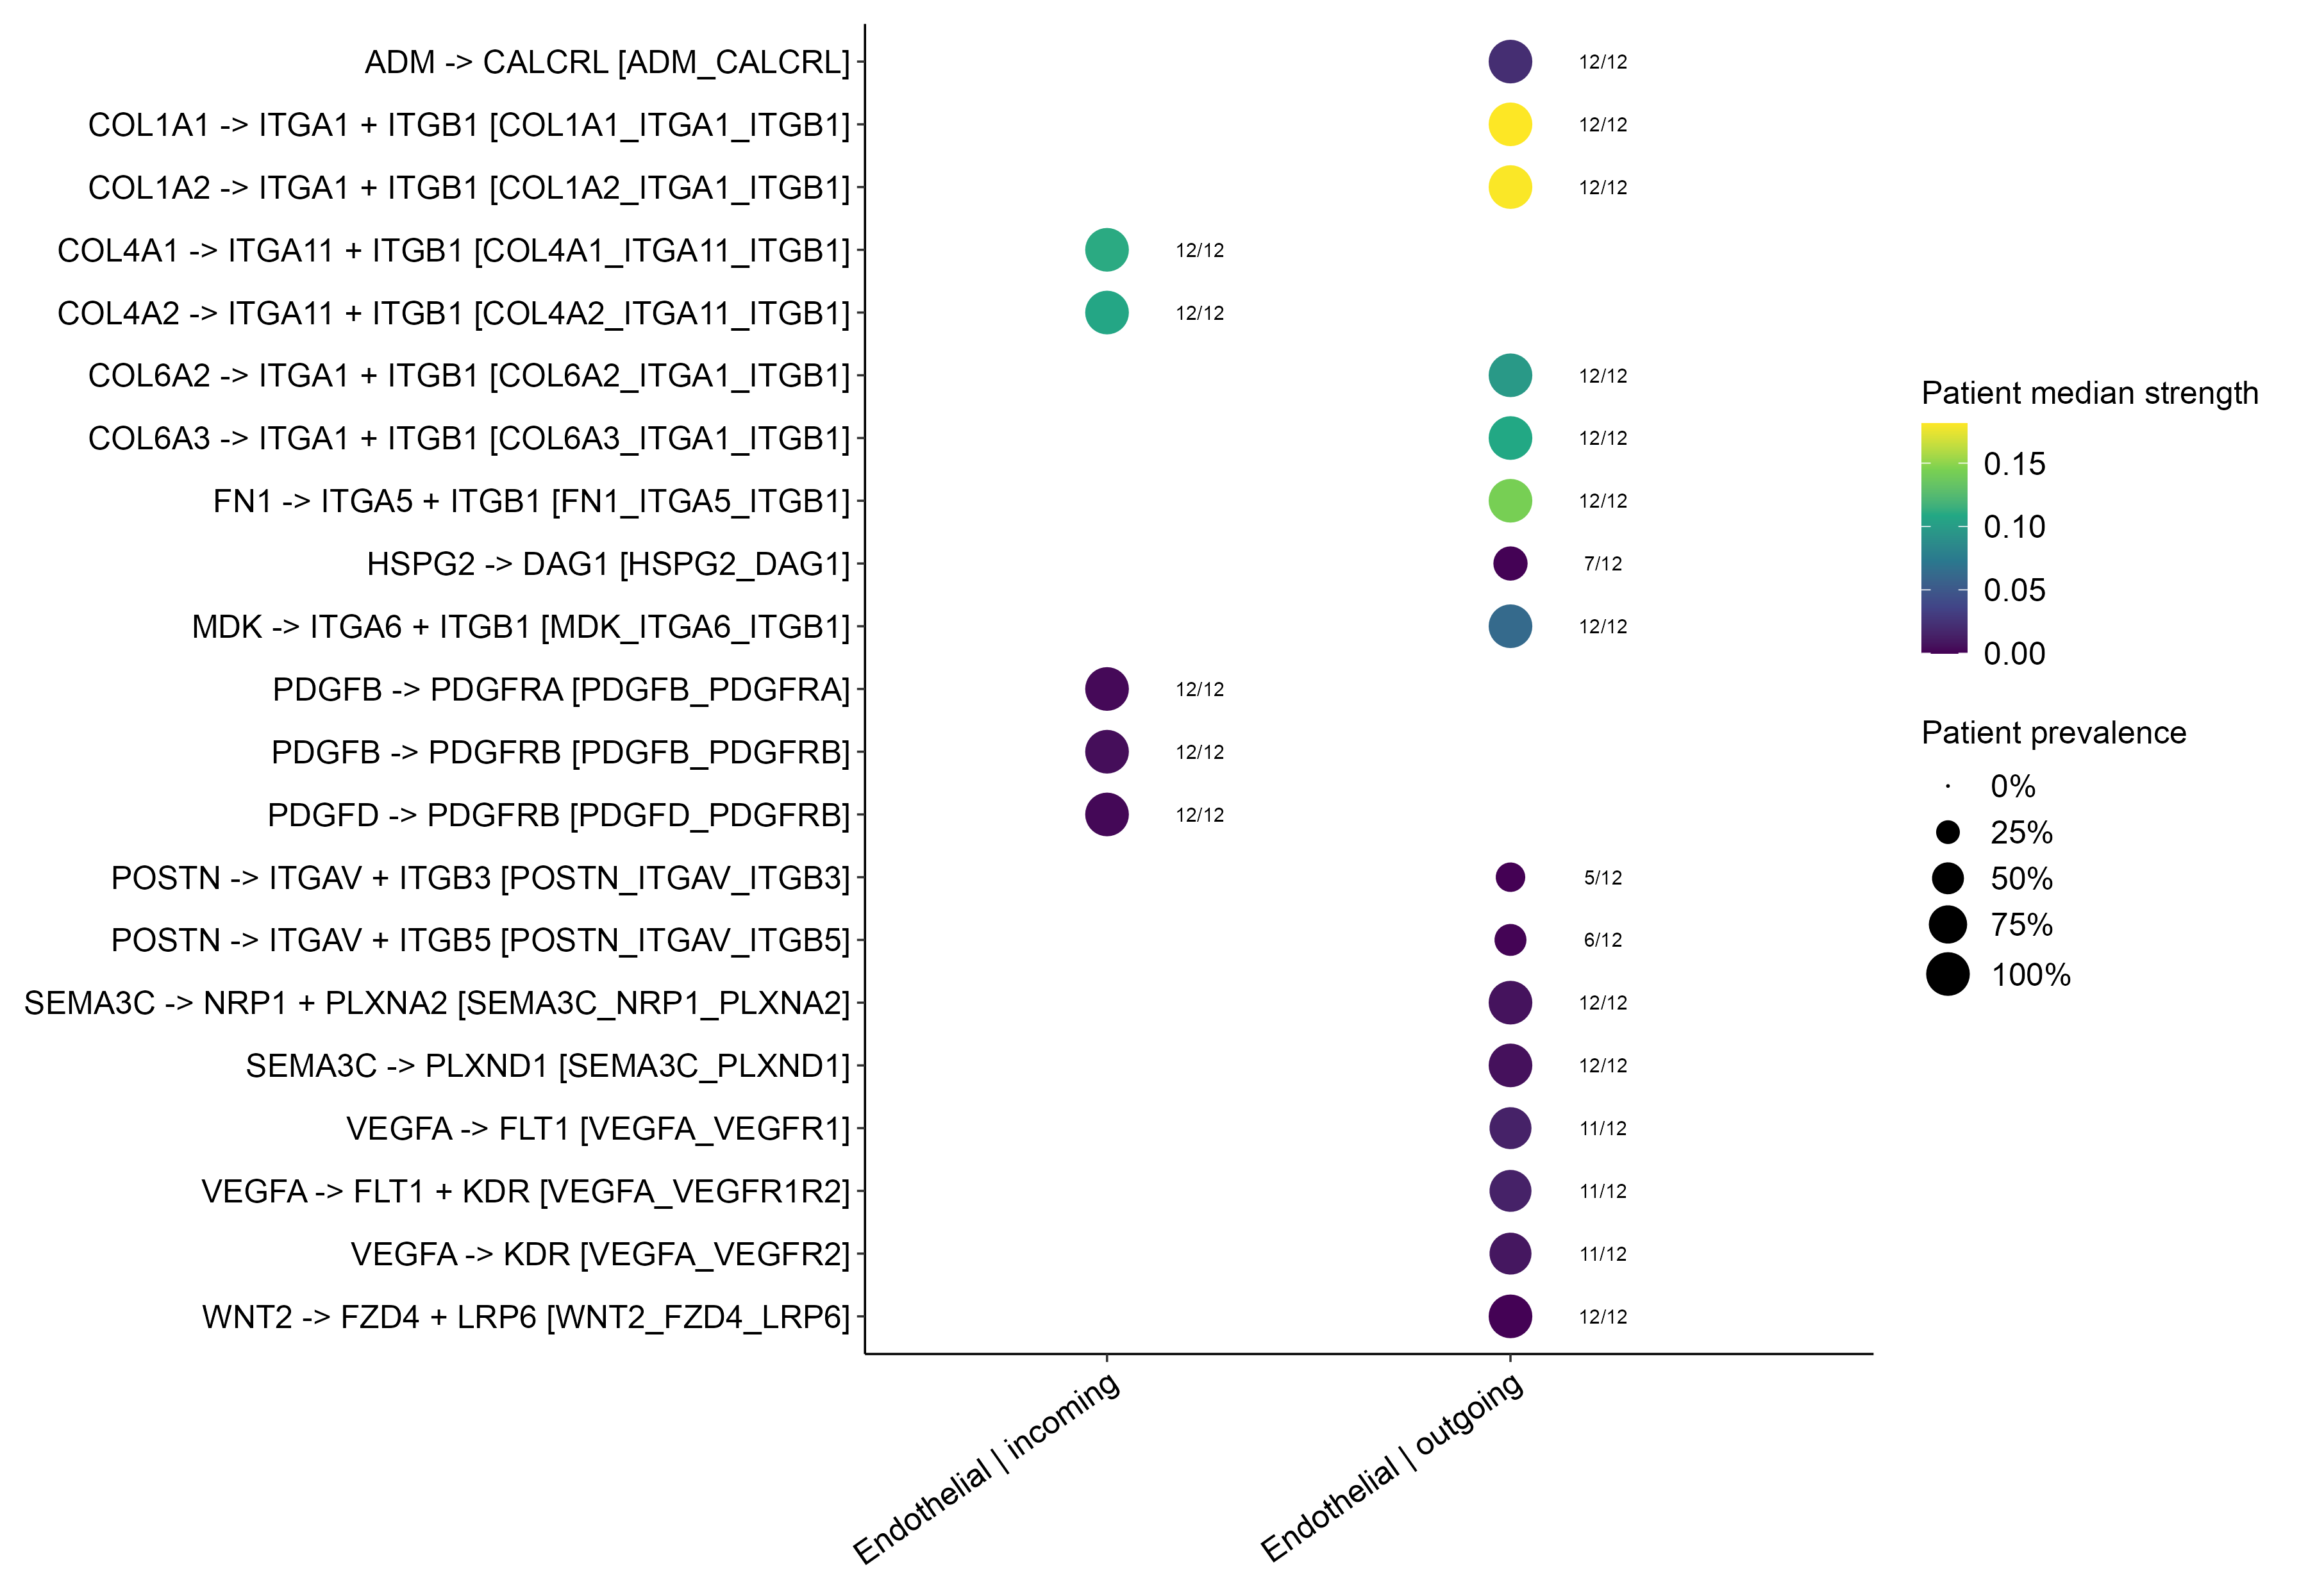 ADM -> CALCRL [ADM_CALCRL]
12/12
COL1A1 -> ITGA1 + ITGB1 [COL1A1_ITGA1_ITGB1]
12/12
COL1A2 -> ITGA1 + ITGB1 [COL1A2_ITGA1_ITGB1]
12/12
COL4A1 -> ITGA11 + ITGB1 [COL4A1_ITGA11_ITGB1]
12/12
COL4A2 -> ITGA11 + ITGB1 [COL4A2_ITGA11_ITGB1]
12/12
COL6A2 -> ITGA1 + ITGB1 [COL6A2_ITGA1_ITGB1]
12/12
COL6A3 -> ITGA1 + ITGB1 [COL6A3_ITGA1_ITGB1]
12/12
FN1 -> ITGA5 + ITGB1 [FN1_ITGA5_ITGB1]
12/12
HSPG2 -> DAG1 [HSPG2_DAG1]
7/12
MDK -> ITGA6 + ITGB1 [MDK_ITGA6_ITGB1]
12/12
PDGFB -> PDGFRA [PDGFB_PDGFRA]
12/12
PDGFB -> PDGFRB [PDGFB_PDGFRB]
12/12
PDGFD -> PDGFRB [PDGFD_PDGFRB]
12/12
POSTN -> ITGAV + ITGB3 [POSTN_ITGAV_ITGB3]
5/12
POSTN -> ITGAV + ITGB5 [POSTN_ITGAV_ITGB5]
6/12
SEMA3C -> NRP1 + PLXNA2 [SEMA3C_NRP1_PLXNA2]
12/12
SEMA3C -> PLXND1 [SEMA3C_PLXND1]
12/12
VEGFA -> FLT1 [VEGFA_VEGFR1]
11/12
VEGFA -> FLT1 + KDR [VEGFA_VEGFR1R2]
11/12
VEGFA -> KDR [VEGFA_VEGFR2]
11/12
WNT2 -> FZD4 + LRP6 [WNT2_FZD4_LRP6]
12/12
Endothelial | incoming
Endothelial | outgoing
Patient median strength
0.15
0.10
0.05
0.00
Patient prevalence
0%
25%
50%
75%
100%